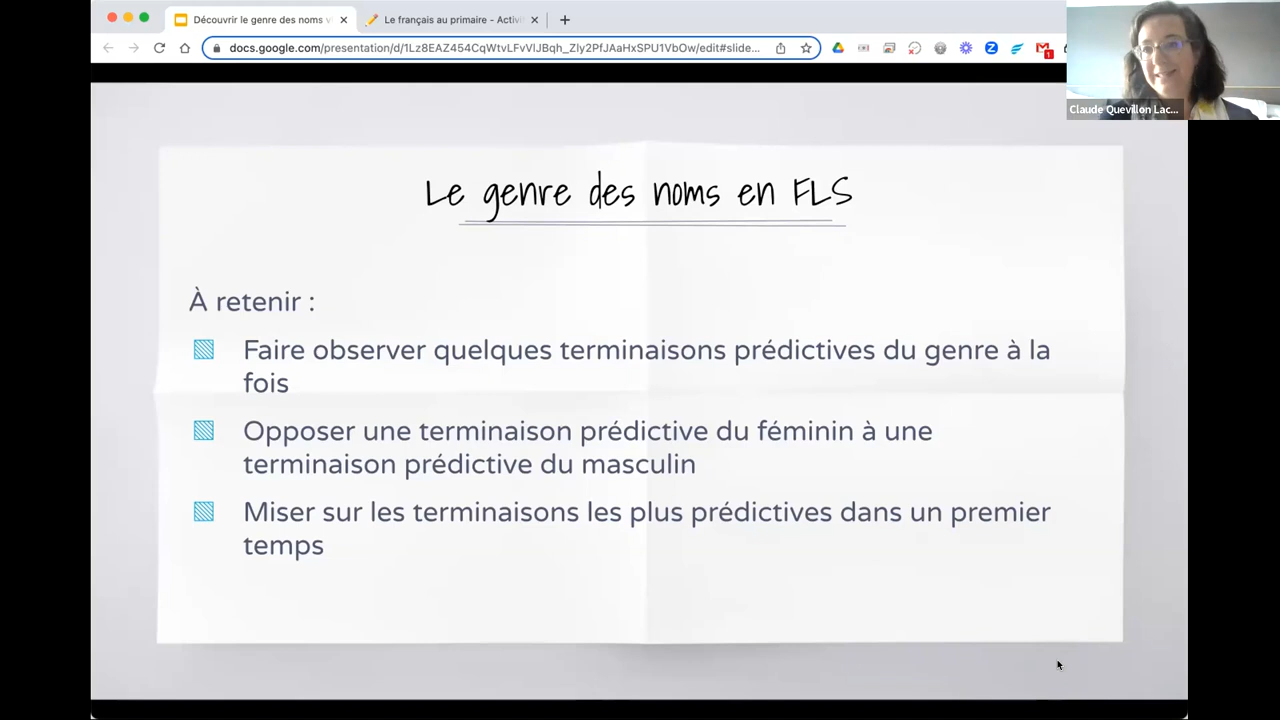 Découvrir le genre des noms v
Le français au primaire - Activi
docs.google.com/presentation/d/1Lz8EAZ454CqWtvLFvVlJBqh_Zly2PfJAaHxSPU1VbOw/edit#slide...
1
Claude Quevillon Lac...
Le genre des noms en FLS
À retenir :
Faire observer quelques terminaisons prédictives du genre à la
fois
Opposer une terminaison prédictive du féminin à une
terminaison prédictive du masculin
Miser sur les terminaisons les plus prédictives dans un premier
temps